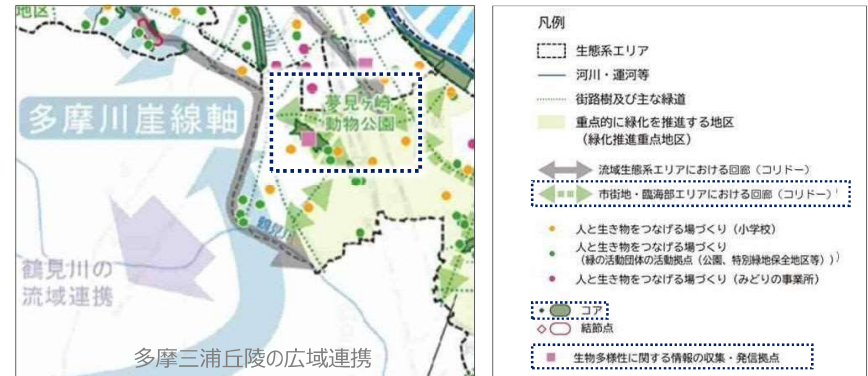 地区
多摩川崖線軸
夢見ヶ崎
動物公園
鶴見川
鶴見川の
流域連携
多摩三浦丘陵の広域連携
凡例
生態系エリア
河川・運河等
街路樹及び主な緑道
重点的に緑化を推進する地区
（緑化推進重点地区）
流域生態系エリアにおける回廊（コリドー）
市街地・臨海部エリアにおける回廊（コリドー）
人と生き物をつなげる場づくり（小学校）
人と生き物をつなげる場づくり
（緑の活動団体の活動拠点（公園、特別緑地保全地区等））
人と生き物をつなげる場づくり（みどりの事業所）
コア
結節点
生物多様性に関する情報の収集・発信拠点